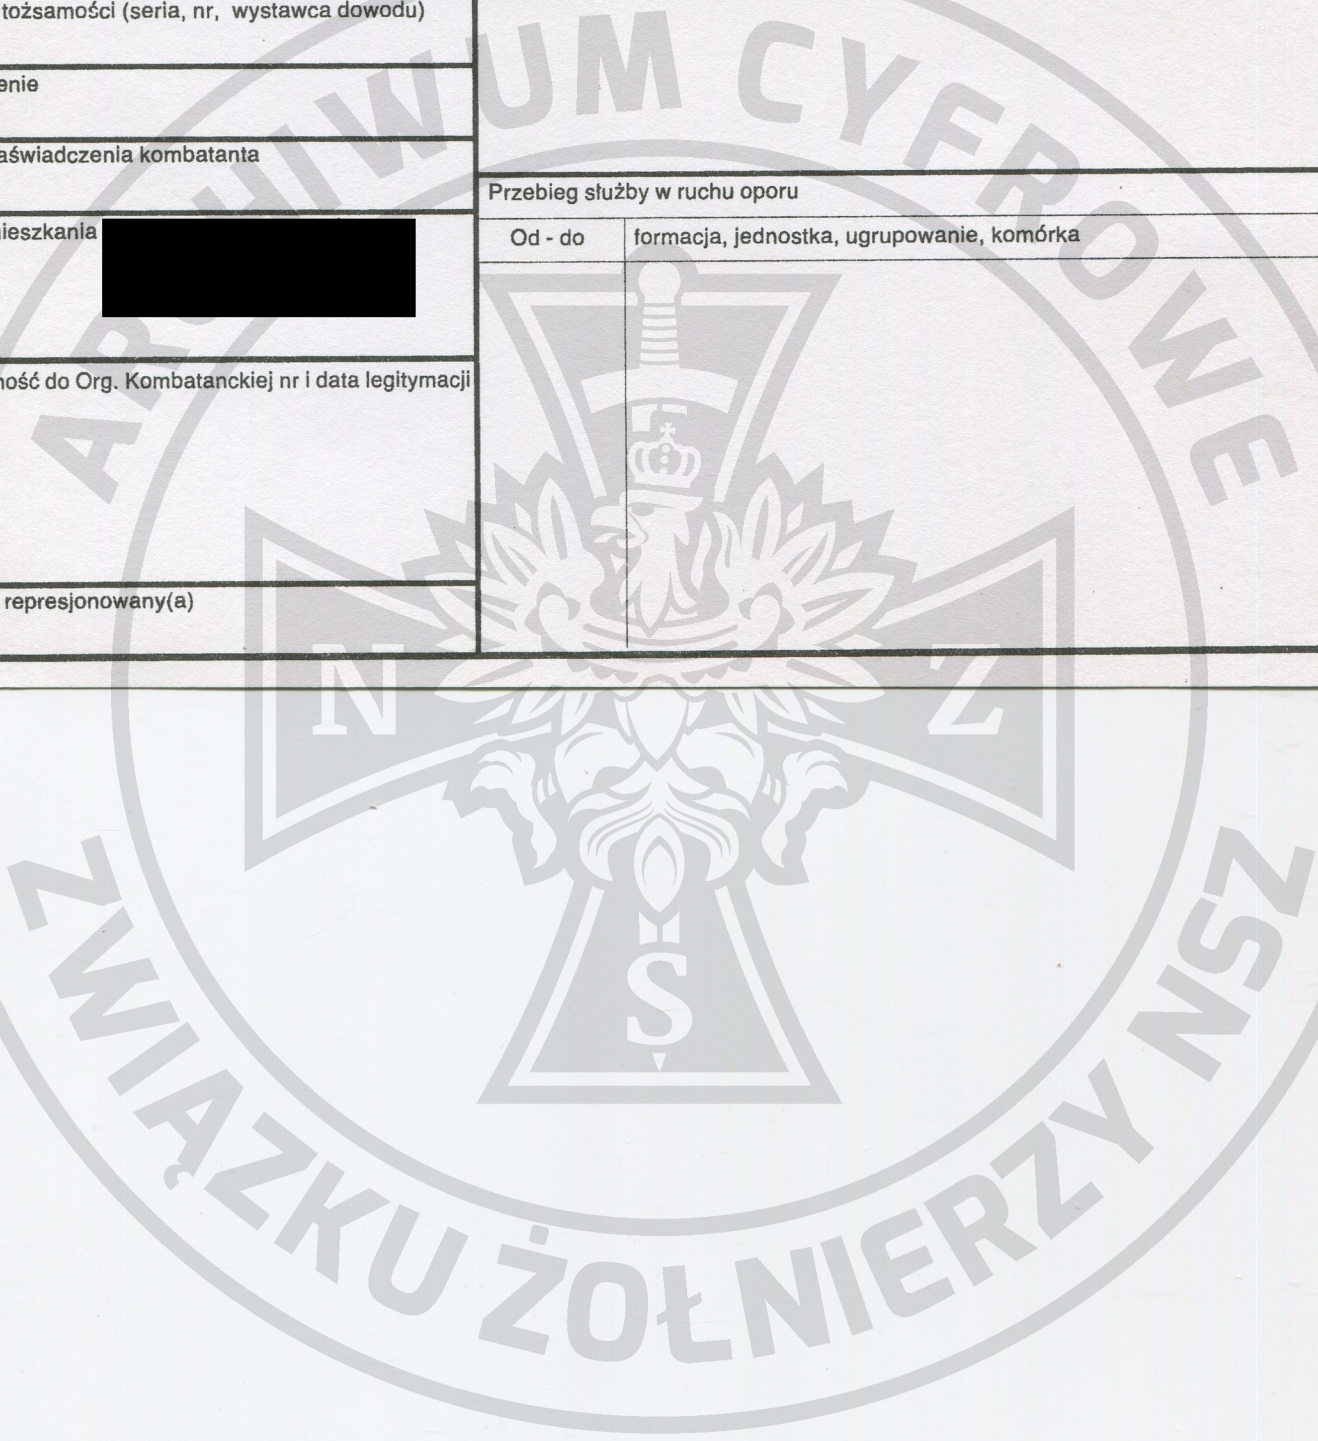 tożsamości (seria, nr, wystawca dowodu)
enie
aświadczenia kombatanta
ieszkania
ność do Org. Kombatanckiej nr i data legitymacji
represjonowany(a)
Przebieg służby w ruchu oporu
Od - do
formacja, jednostka, ugrupowanie, komórka
ARCHIWUM CYFROWE
N
Z
S
ZWIĄZKU ŻOŁNIERZY NSZ